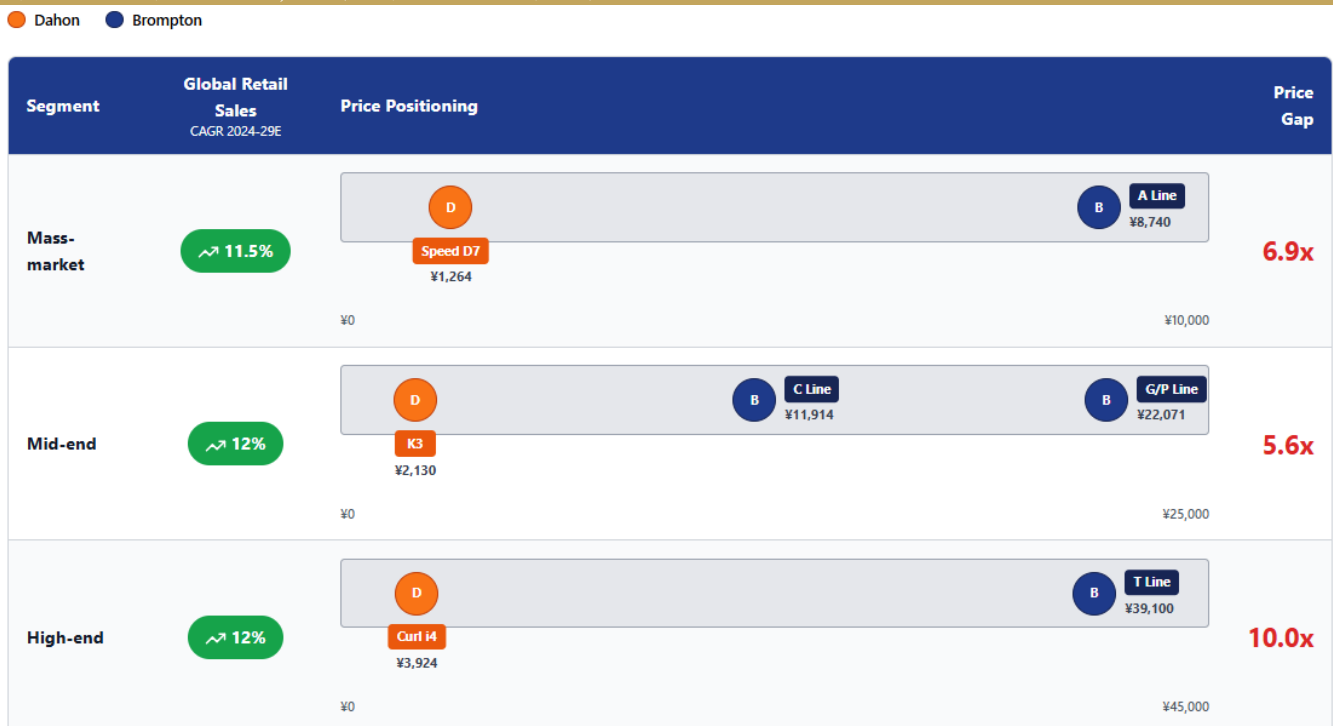 Dahon
Brompton
Segment
Global Retail
Sales
CAGR 2024-29E
Price Positioning
Price
Gap
Mass-
market
11.5%
D
Speed D7
¥1,264
B
A Line
¥8,740
¥0
¥10,000
6.9x
Mid-end
12%
D
K3
¥2,130
B
C Line
¥11,914
B
G/P Line
¥22,071
¥0
¥25,000
5.6x
High-end
12%
D
Curl i4
¥3,924
B
T Line
¥39,100
¥0
¥45,000
10.0x